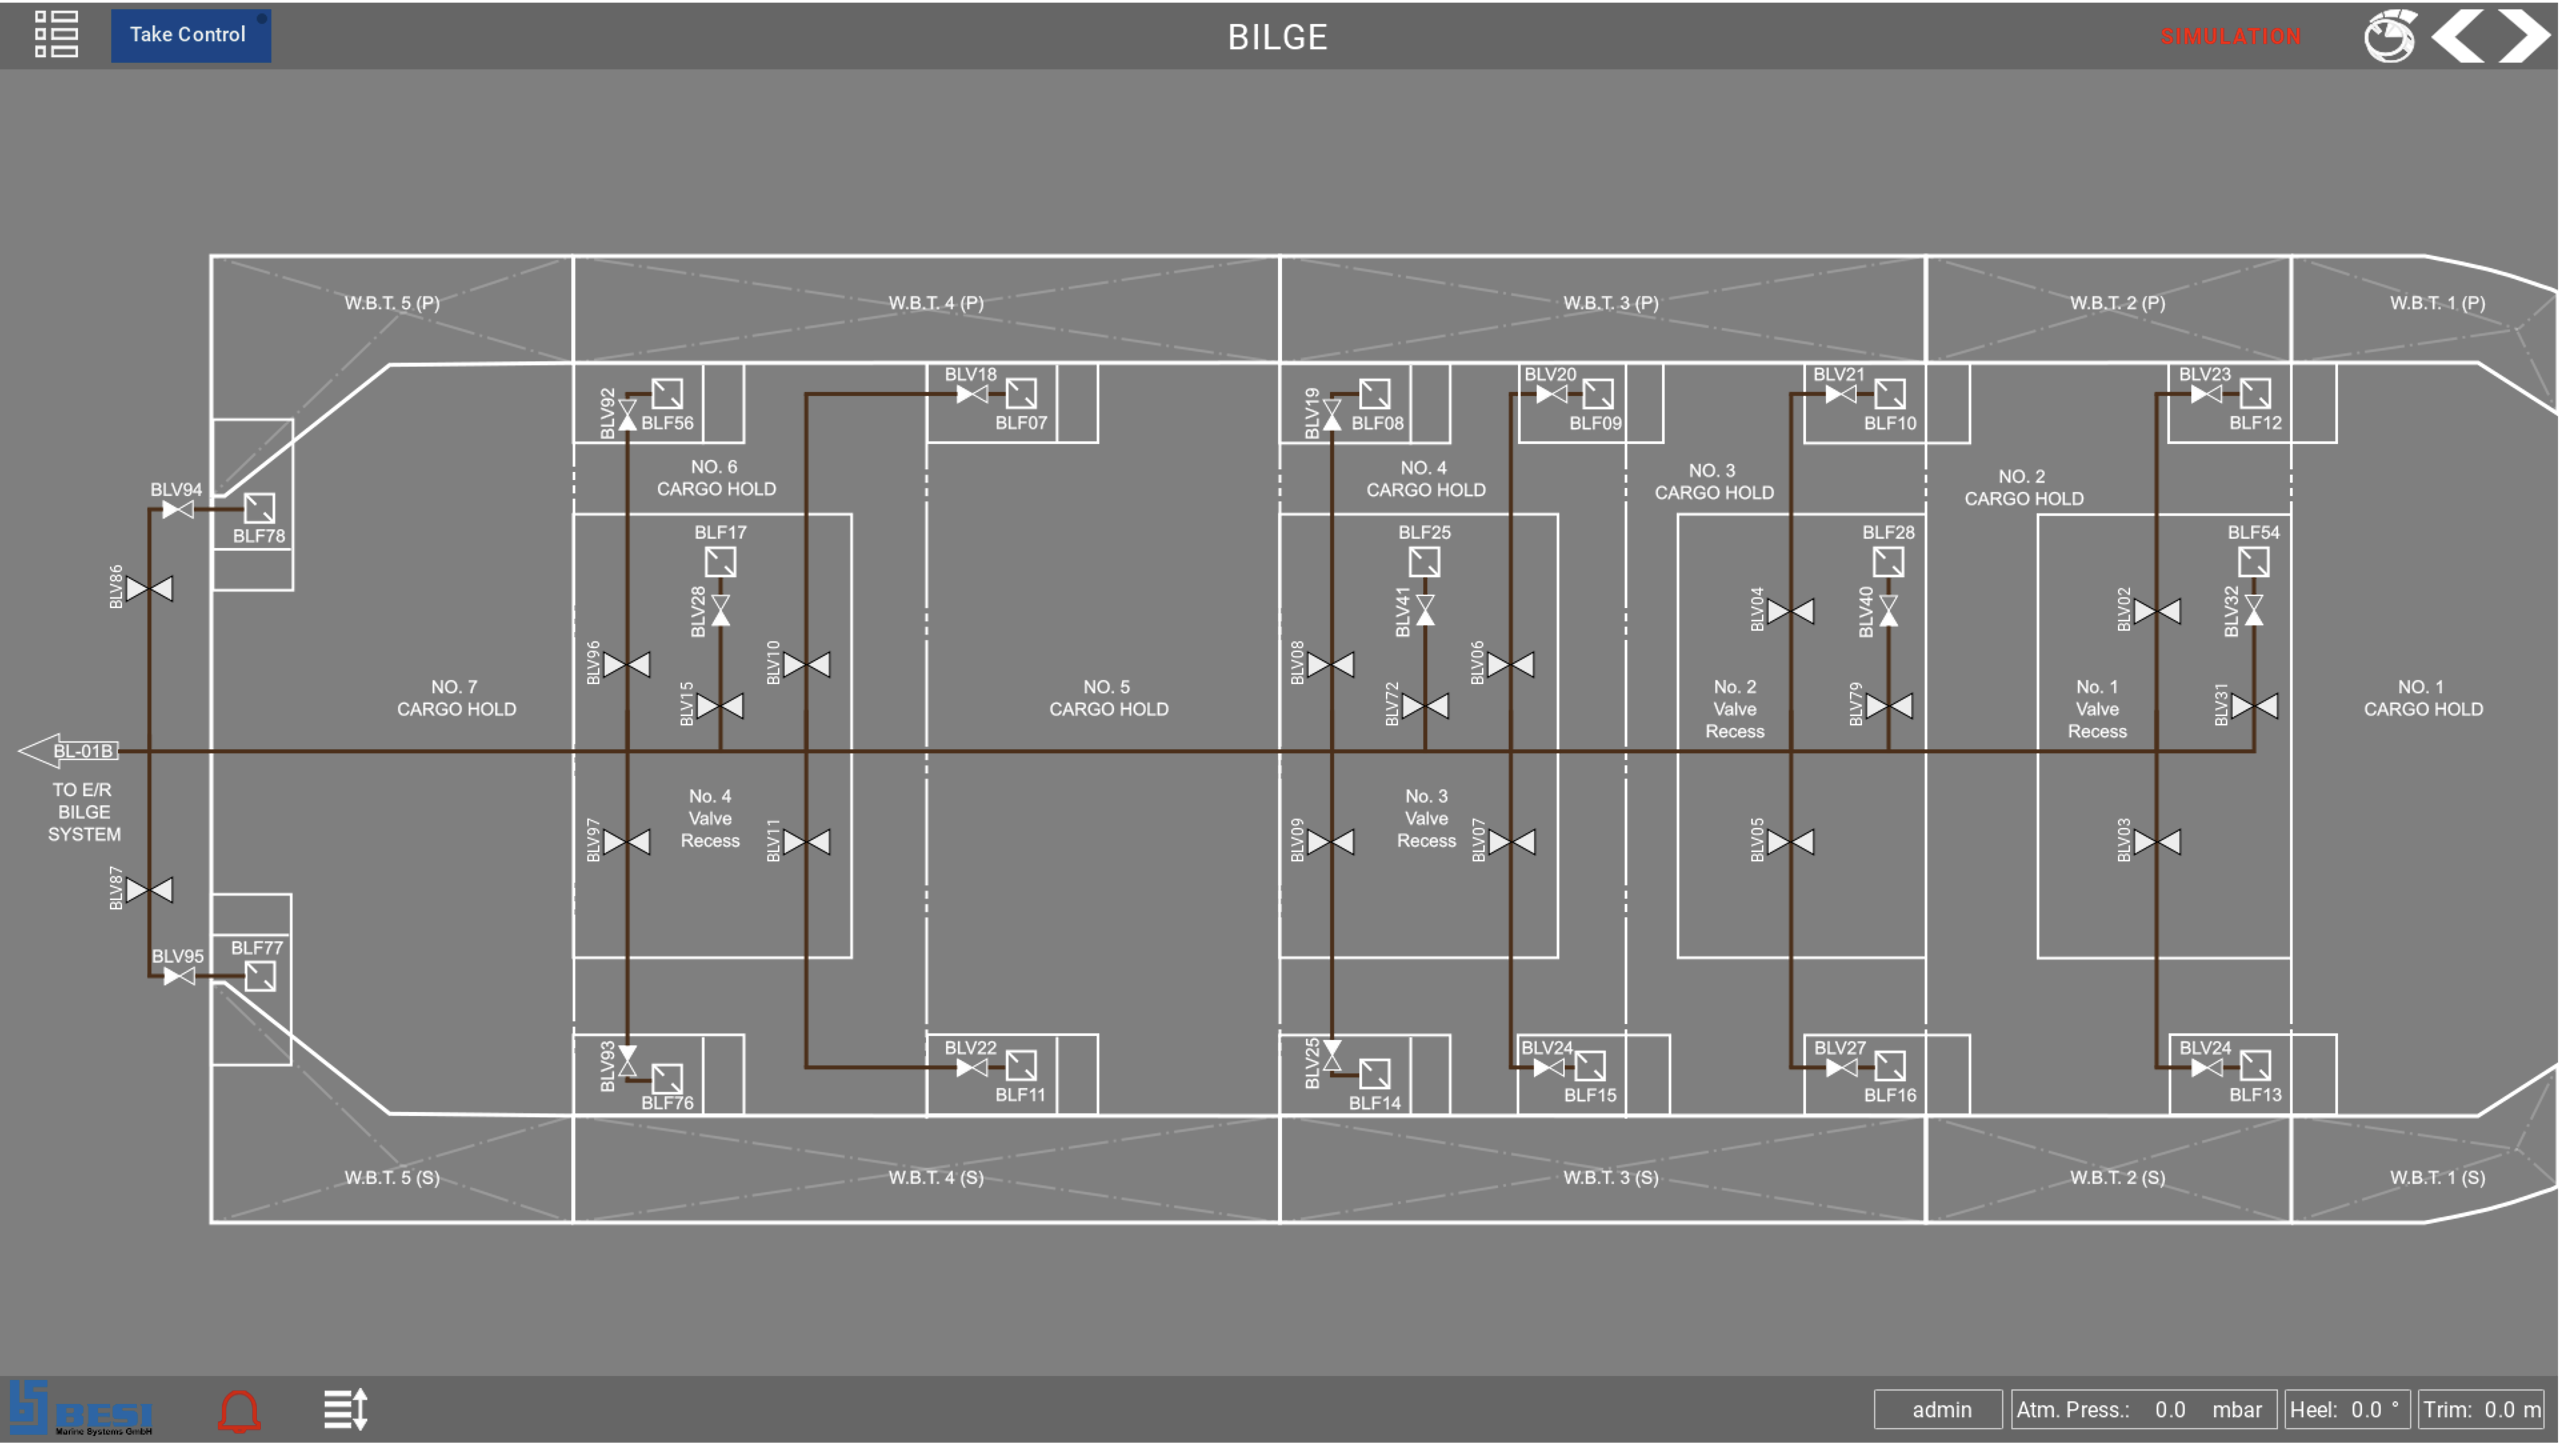 Take Control
BILGE
SIMULATION
W.B.T. 5 (P)
W.B.T. 4 (P)
W.B.T. 3 (P)
W.B.T. 2 (P)
W.B.T. 1 (P)
BLV92
BLF56
BLV18
BLF07
BLV19
BLF08
BLV20
BLF09
BLV21
BLF10
BLV23
BLF12
NO. 6
CARGO HOLD
NO. 4
CARGO HOLD
NO. 3
CARGO HOLD
NO. 2
CARGO HOLD
BLV94
BLF78
BLV86
BLF17
BLV28
BLF25
BLV41
BLF28
BLV04
BLV40
BLF54
BLV02
BLV32
BLV96
BLV15
BLV10
BLV08
BLV72
BLV06
BLV79
BLV31
NO. 7
CARGO HOLD
NO. 5
CARGO HOLD
No. 2
Valve
Recess
No. 1
Valve
Recess
NO. 1
CARGO HOLD
BL-01B
TO E/R
BILGE
SYSTEM
No. 4
Valve
Recess
No. 3
Valve
Recess
BLV97
BLV11
BLV09
BLV07
BLV05
BLV03
BLV87
BLV95
BLF77
BLV93
BLF76
BLV22
BLF11
BLV25
BLF14
BLV24
BLF15
BLV27
BLF16
BLV24
BLF13
W.B.T. 5 (S)
W.B.T. 4 (S)
W.B.T. 3 (S)
W.B.T. 2 (S)
W.B.T. 1 (S)
BESI
Marine Systems GmbH
admin
Atm. Press.: 0.0 mbar
Heel: 0.0 °
Trim: 0.0 m